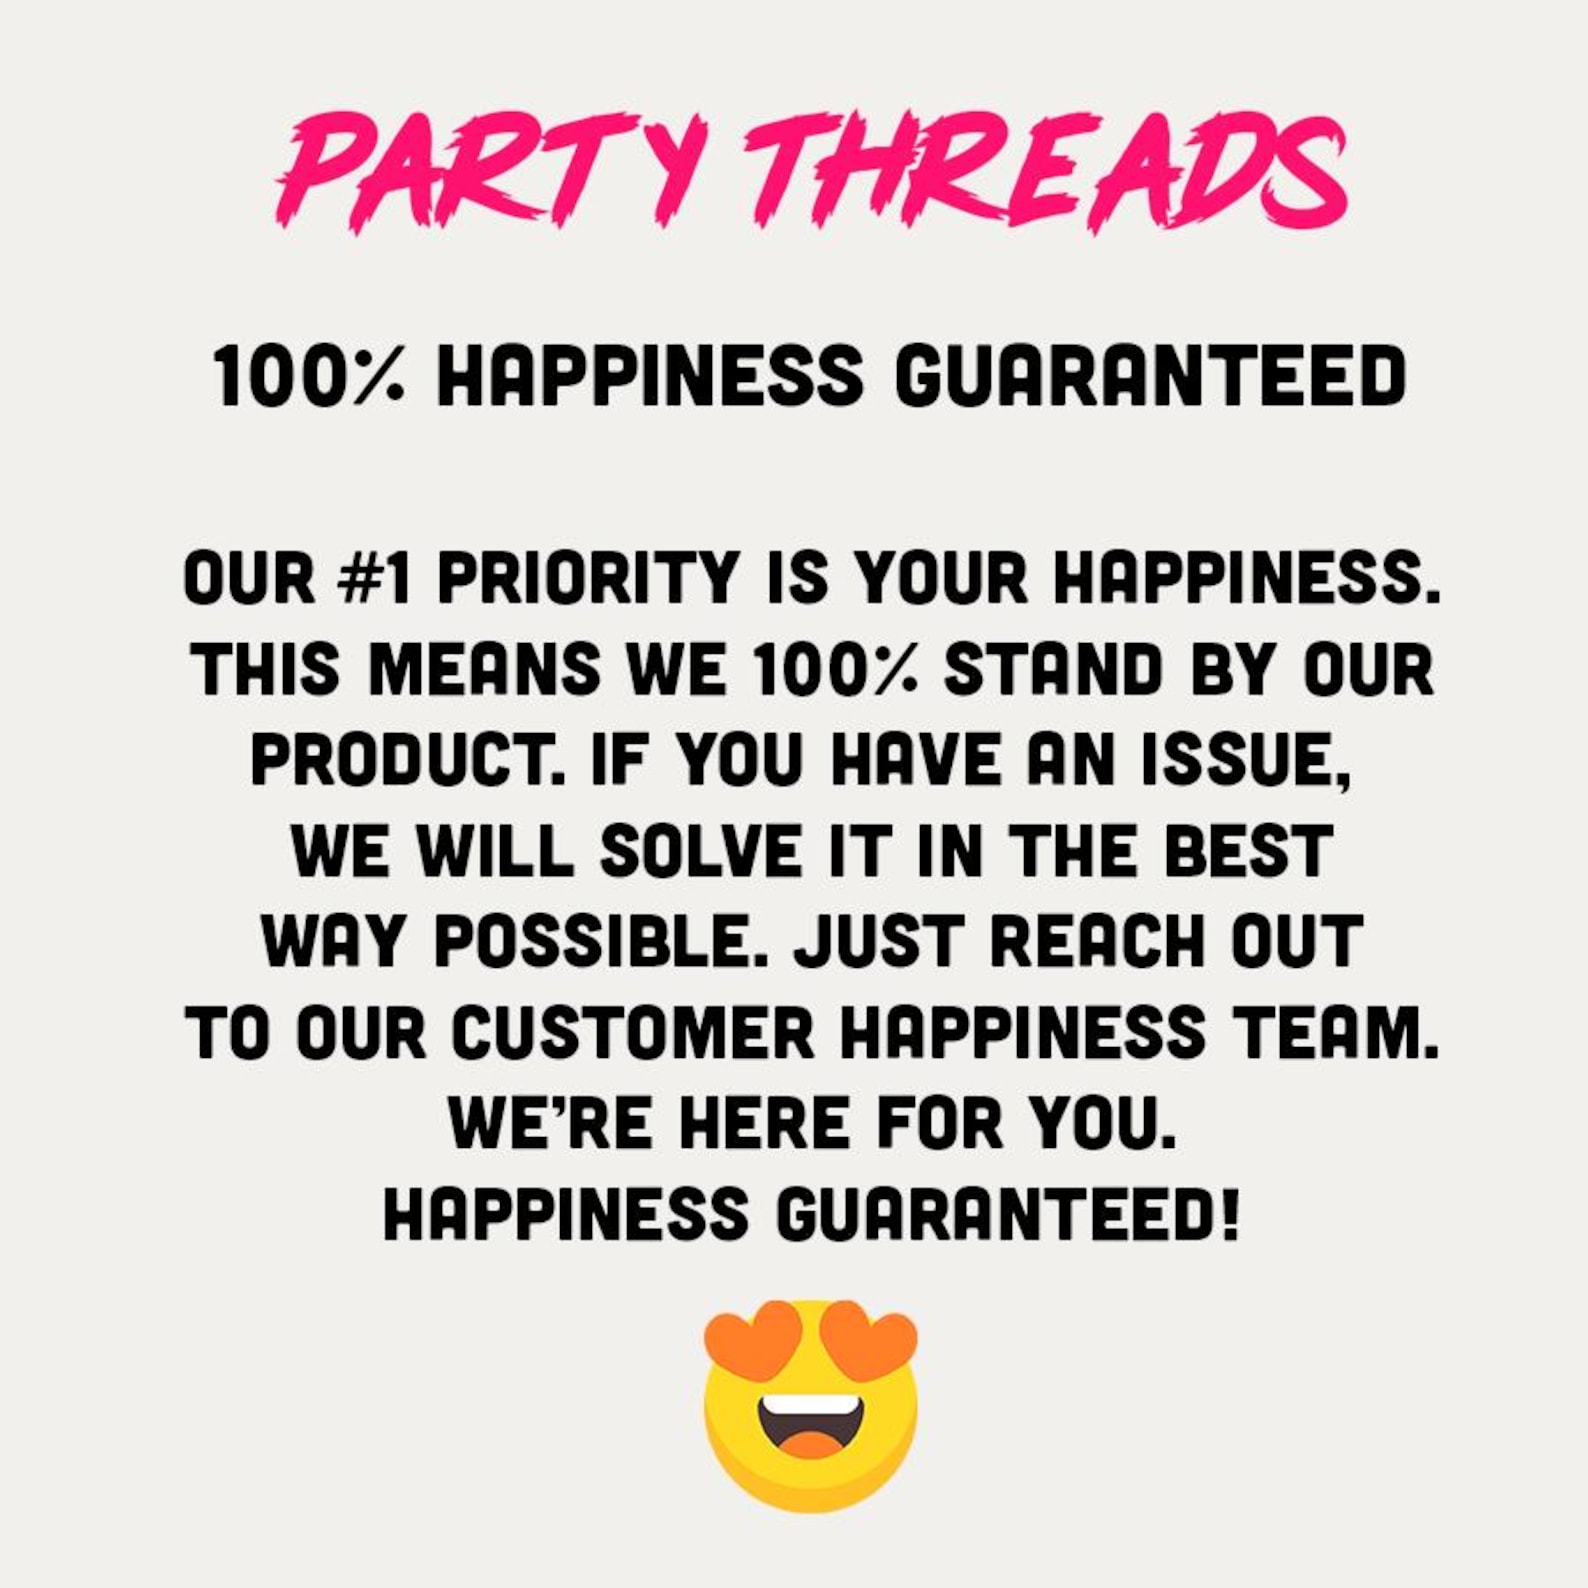 PARTY THREADS
100% HAPPINESS GUARANTEED
OUR #1 PRIORITY IS YOUR HAPPINESS.
THIS MEANS WE 100% STAND BY OUR
PRODUCT. IF YOU HAVE AN ISSUE,
WE WILL SOLVE IT IN THE BEST
WAY POSSIBLE. JUST REACH OUT
TO OUR CUSTOMER HAPPINESS TEAM.
WE'RE HERE FOR YOU.
HAPPINESS GUARANTEED!